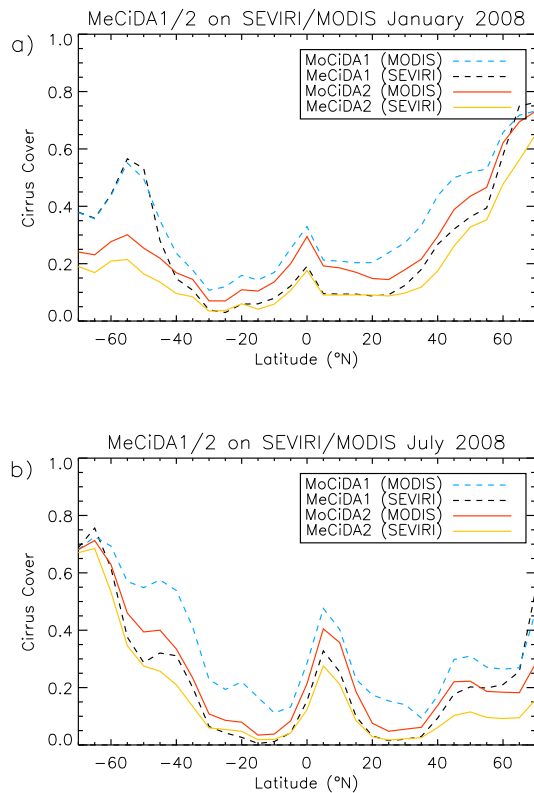 MeCiDA1/2 on SEVIRI/MODIS January 2008
a)
1.0
0.8
0.6
0.4
0.2
0.0
Cirrus Cover
MoCiDA1 (MODIS)
MeCiDA1 (SEVIRI)
MoCiDA2 (MODIS)
MeCiDA2 (SEVIRI)
−60 −40 −20 0 20 40 60
Latitude (°N)
MeCiDA1/2 on SEVIRI/MODIS July 2008
b)
1.0
0.8
0.6
0.4
0.2
0.0
Cirrus Cover
MoCiDA1 (MODIS)
MeCiDA1 (SEVIRI)
MoCiDA2 (MODIS)
MeCiDA2 (SEVIRI)
−60 −40 −20 0 20 40 60
Latitude (°N)